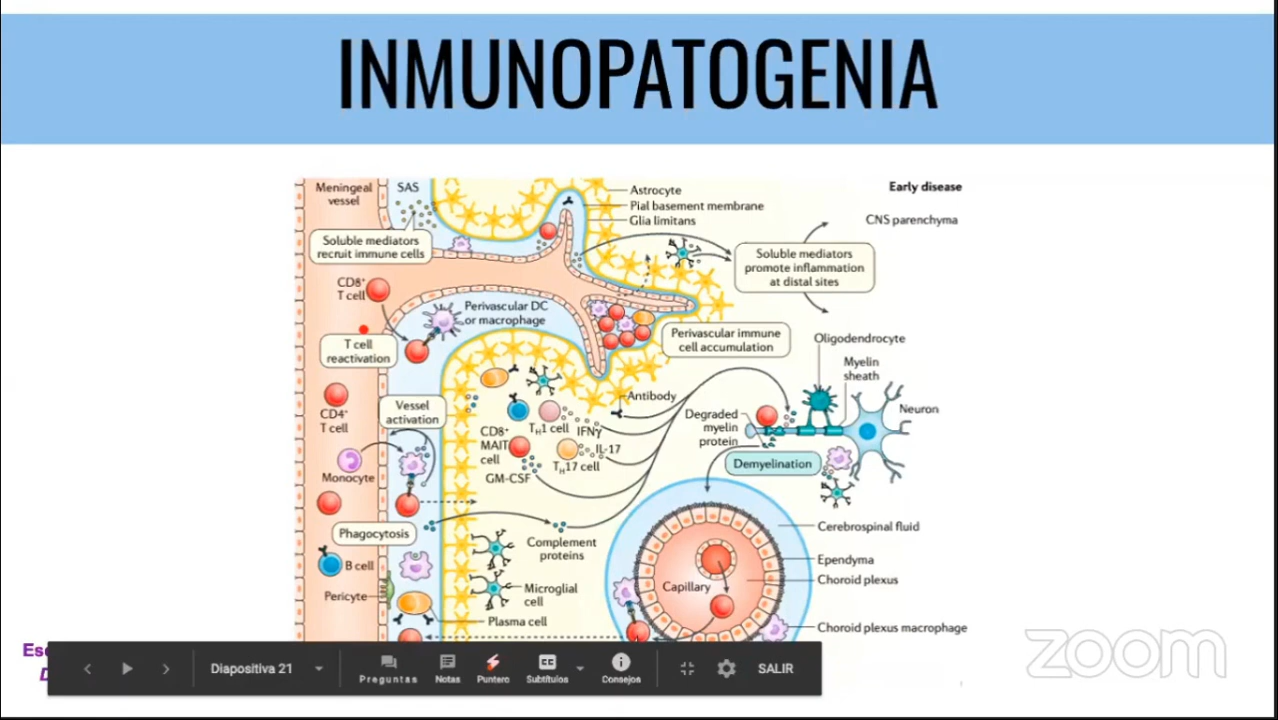 INMUNOPATOGENIA
Meningeal
vessel
SAS
Soluble mediators
recruit immune cells
CD8+
T cell
T cell
reactivation
Perivascular DC
or macrophage
Astrocyte
Pial basement membrane
Glia limitans
Early disease
CNS parenchyma
Soluble mediators
promote inflammation
at distal sites
Perivascular immune
cell accumulation
Oligodendrocyte
Myelin
sheath
Neuron
CD4+
T cell
Vessel
activation
Monocyte
Antibody
CD8+
MAIT
cell
TH1 cell
IFNγ
IL-17
TH17 cell
GM-CSF
Degraded
myelin
protein
Demyelination
Phagocytosis
B cell
Pericyte
Complement
proteins
Microglial
cell
Plasma cell
Cerebrospinal fluid
Ependyma
Choroid plexus
Capillary
Choroid plexus macrophage
zoom
Diapositiva 21
Preguntas
Notas
Puntero
CC
Subtítulos
Consejos
SALIR